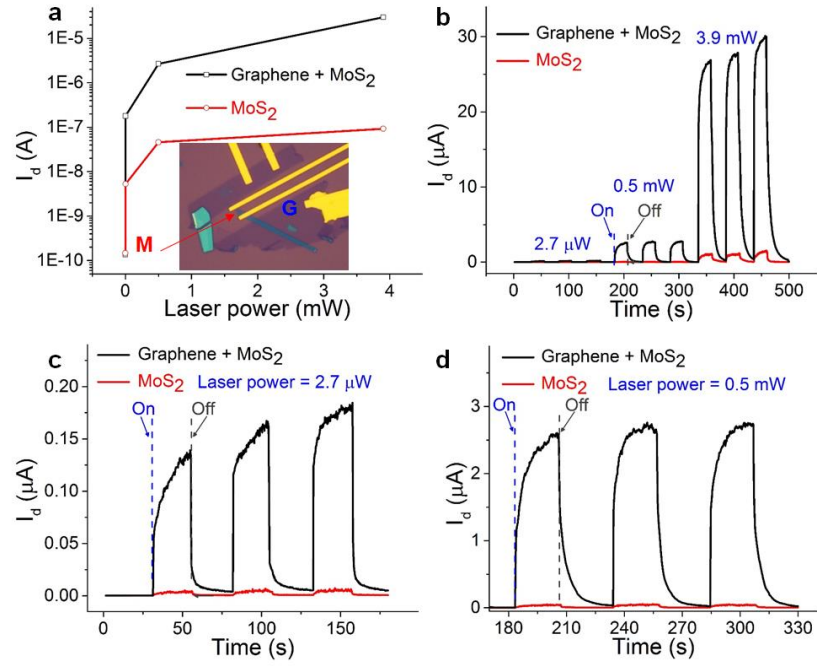 a
1E-5
1E-6
1E-7
1E-8
1E-9
1E-10
I_d (A)
Graphene + MoS₂
MoS₂
M
G
0 1 2 3 4
Laser power (mW)
b
Graphene + MoS₂
MoS₂
3.9 mW
0.5 mW
On
Off
2.7 μW
30
20
10
0
I_d (μA)
0 100 200 300 400 500
Time (s)
c
Graphene + MoS₂
MoS₂
Laser power = 2.7 μW
On
Off
0.20
0.15
0.10
0.05
0.00
I_d (μA)
0 50 100 150
Time (s)
d
Graphene + MoS₂
MoS₂
Laser power = 0.5 mW
On
Off
3
2
1
0
I_d (μA)
180 210 240 270 300 330
Time (s)